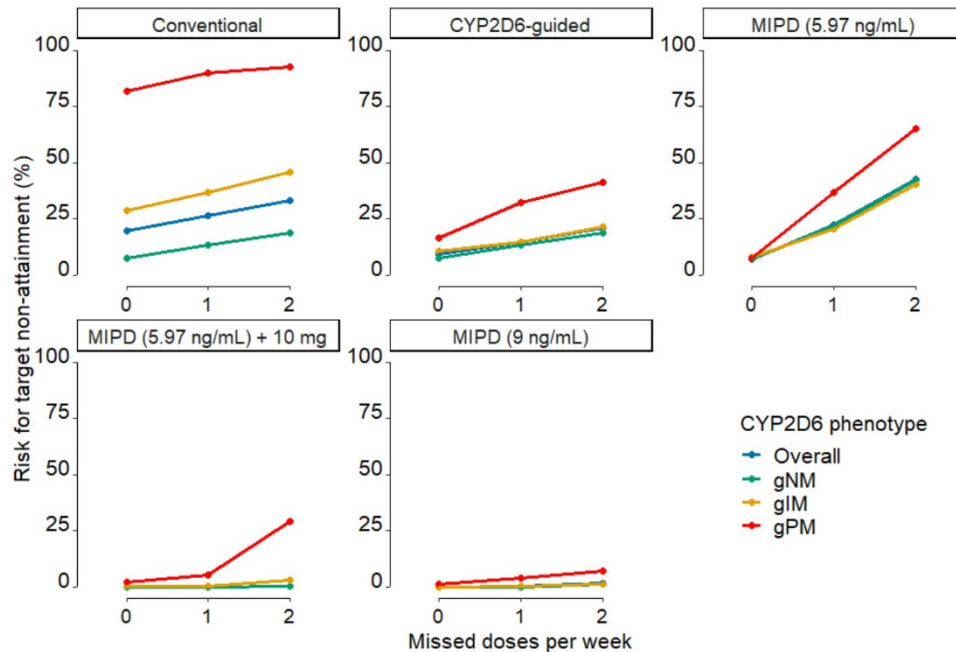 Conventional
CYP2D6-guided
MIPD (5.97 ng/mL)
100
75
50
25
0
0 1 2
100
75
50
25
0
0 1 2
100
75
50
25
0
0 1 2
Risk for target non-attainment (%)
MIPD (5.97 ng/mL) + 10 mg
MIPD (9 ng/mL)
100
75
50
25
0
0 1 2
100
75
50
25
0
0 1 2
Missed doses per week
CYP2D6 phenotype
Overall
gNM
gIM
gPM